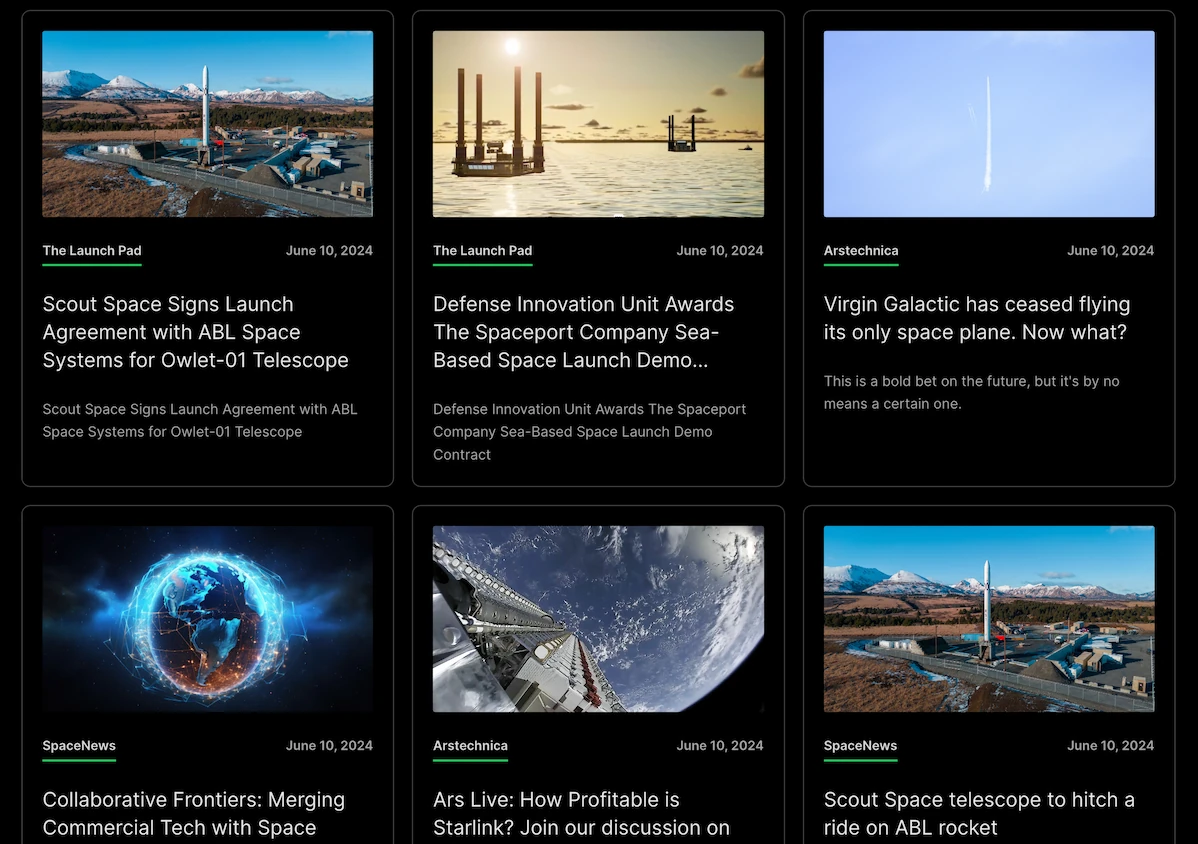 The Launch Pad
June 10, 2024
Scout Space Signs Launch
Agreement with ABL Space
Systems for Owlet-01 Telescope
Scout Space Signs Launch Agreement with ABL
Space Systems for Owlet-01 Telescope
The Launch Pad
June 10, 2024
Defense Innovation Unit Awards
The Spaceport Company Sea-
Based Space Launch Demo...
Defense Innovation Unit Awards The Spaceport
Company Sea-Based Space Launch Demo
Contract
Arstechnica
June 10, 2024
Virgin Galactic has ceased flying
its only space plane. Now what?
This is a bold bet on the future, but it's by no
means a certain one.
SpaceNews
June 10, 2024
Collaborative Frontiers: Merging
Commercial Tech with Space
Arstechnica
June 10, 2024
Ars Live: How Profitable is
Starlink? Join our discussion on
SpaceNews
June 10, 2024
Scout Space telescope to hitch a
ride on ABL rocket